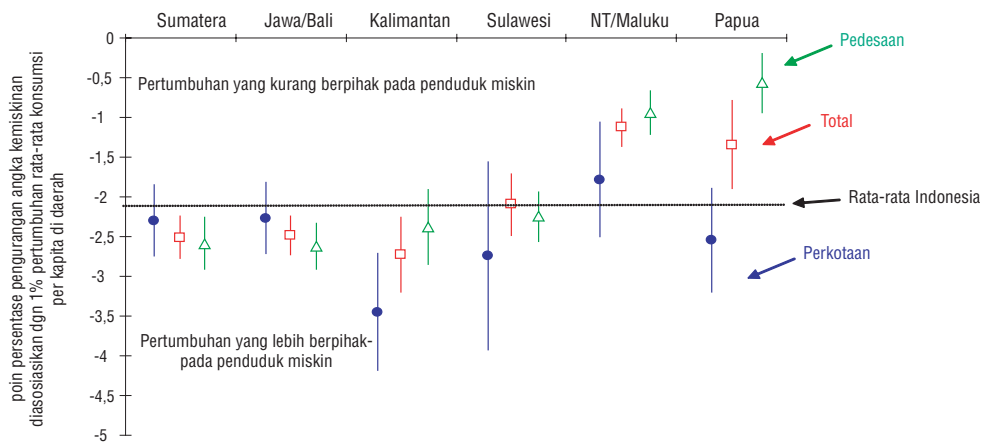 Sumatera Jawa/Bali Kalimantan Sulawesi NT/Maluku Papua
0
-0,5
-1
-1,5
-2
-2,5
-3
-3,5
-4
-4,5
-5
poin persentase pengurangan angka kemiskinan
diasosiasikan dgn 1% pertumbuhan rata-rata konsumsi
per kapita di daerah
Pertumbuhan yang kurang berpihak pada penduduk miskin
Pertumbuhan yang lebih berpihak-
pada penduduk miskin
Pedesaan
Total
Rata-rata Indonesia
Perkotaan